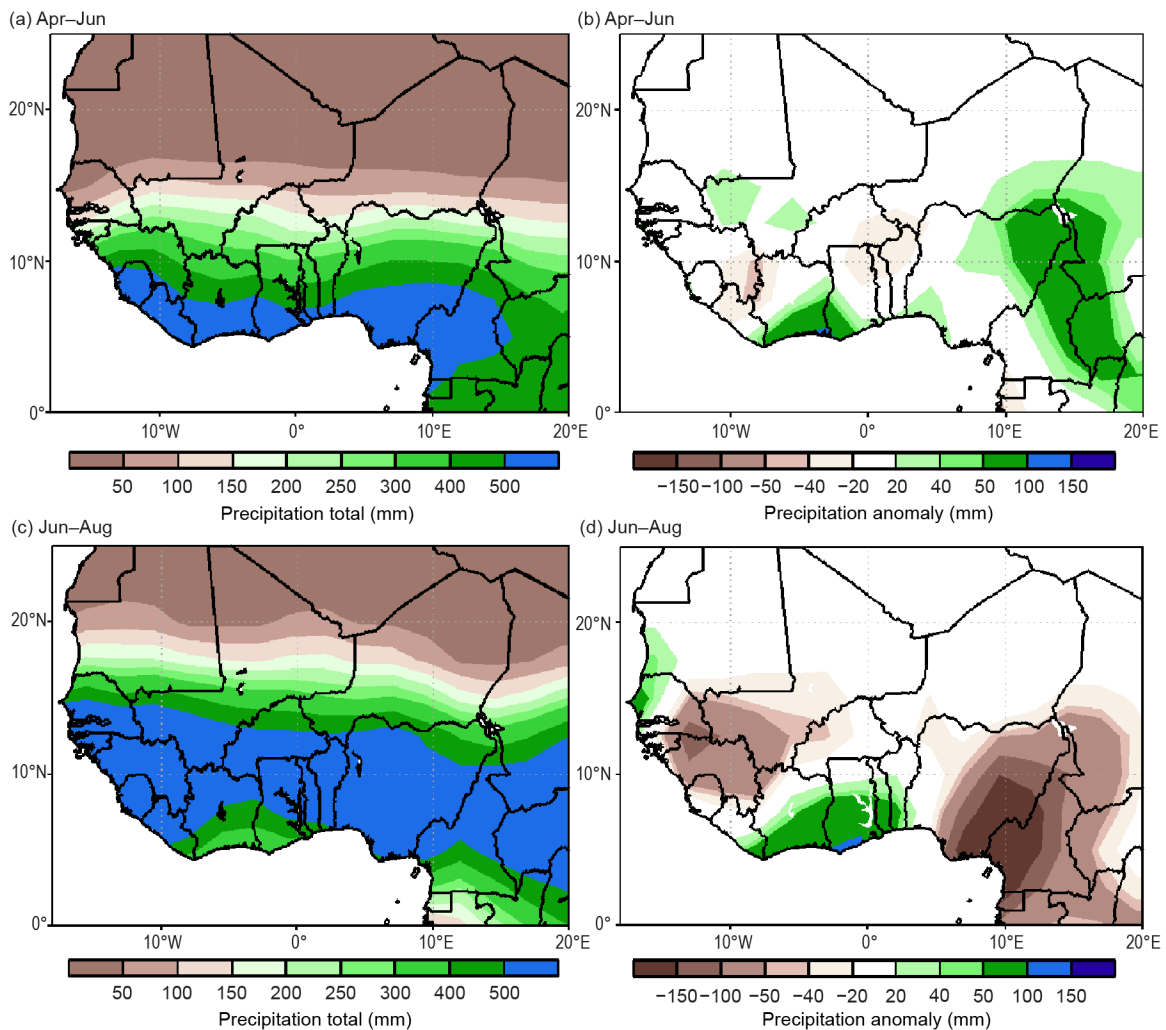 (a) Apr–Jun
(b) Apr–Jun
20°N
20°N
10°N
10°N
0°
0°
10°W 0° 10°E 20°E
10°W 0° 10°E 20°E
50 100 150 200 250 300 400 500
−150 −100 −50 −40 −20 20 40 50 100 150
Precipitation total (mm)
Precipitation anomaly (mm)
(c) Jun–Aug
(d) Jun–Aug
20°N
20°N
10°N
10°N
0°
0°
10°W 0° 10°E 20°E
10°W 0° 10°E 20°E
50 100 150 200 250 300 400 500
−150 −100 −50 −40 −20 20 40 50 100 150
Precipitation total (mm)
Precipitation anomaly (mm)